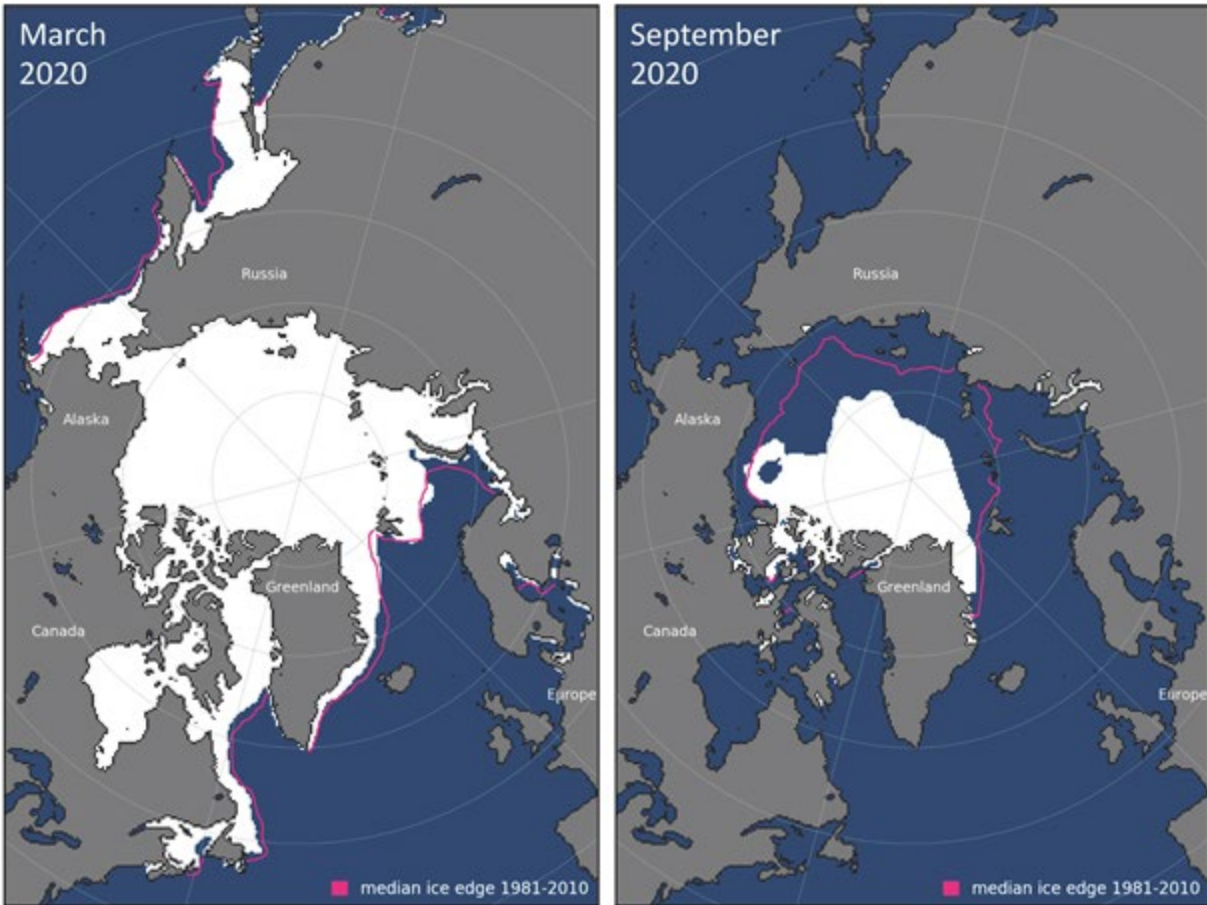 March
2020
Russia
Alaska
Greenland
Canada
Europe
median ice edge 1981-2010
September
2020
Russia
Alaska
Greenland
Canada
Europe
median ice edge 1981-2010